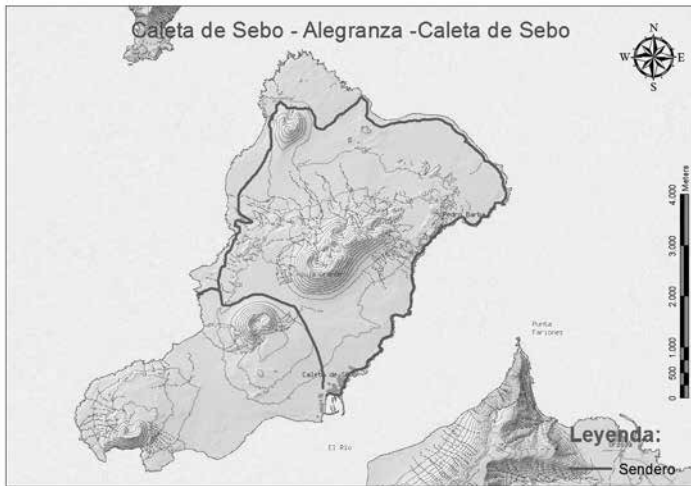 Caleta de Sebo - Alegranza -Caleta de Sebo
N
W E
S
Meters
4.000
3.000
2.000
1.000
500
0
Punta
Fariones
Caleta de
El Río
Leyenda:
Sendero